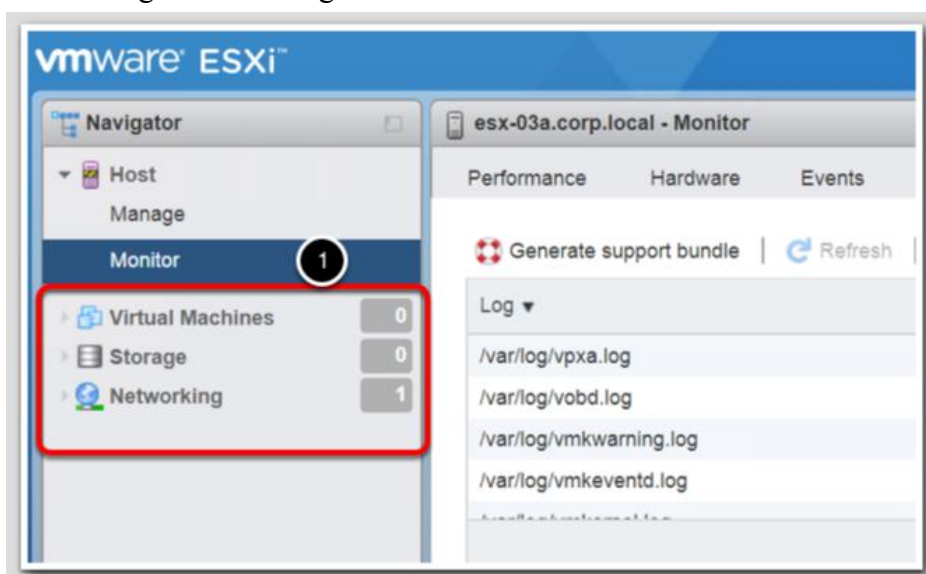 vmware ESXi™
Navigator
Host
Manage
Monitor
1
Virtual Machines 0
Storage 0
Networking 1
esx-03a.corp.local - Monitor
Performance Hardware Events
Generate support bundle | Refresh |
Log
/var/log/vpxa.log
/var/log/vobd.log
/var/log/vmkwarning.log
/var/log/vmkeventd.log